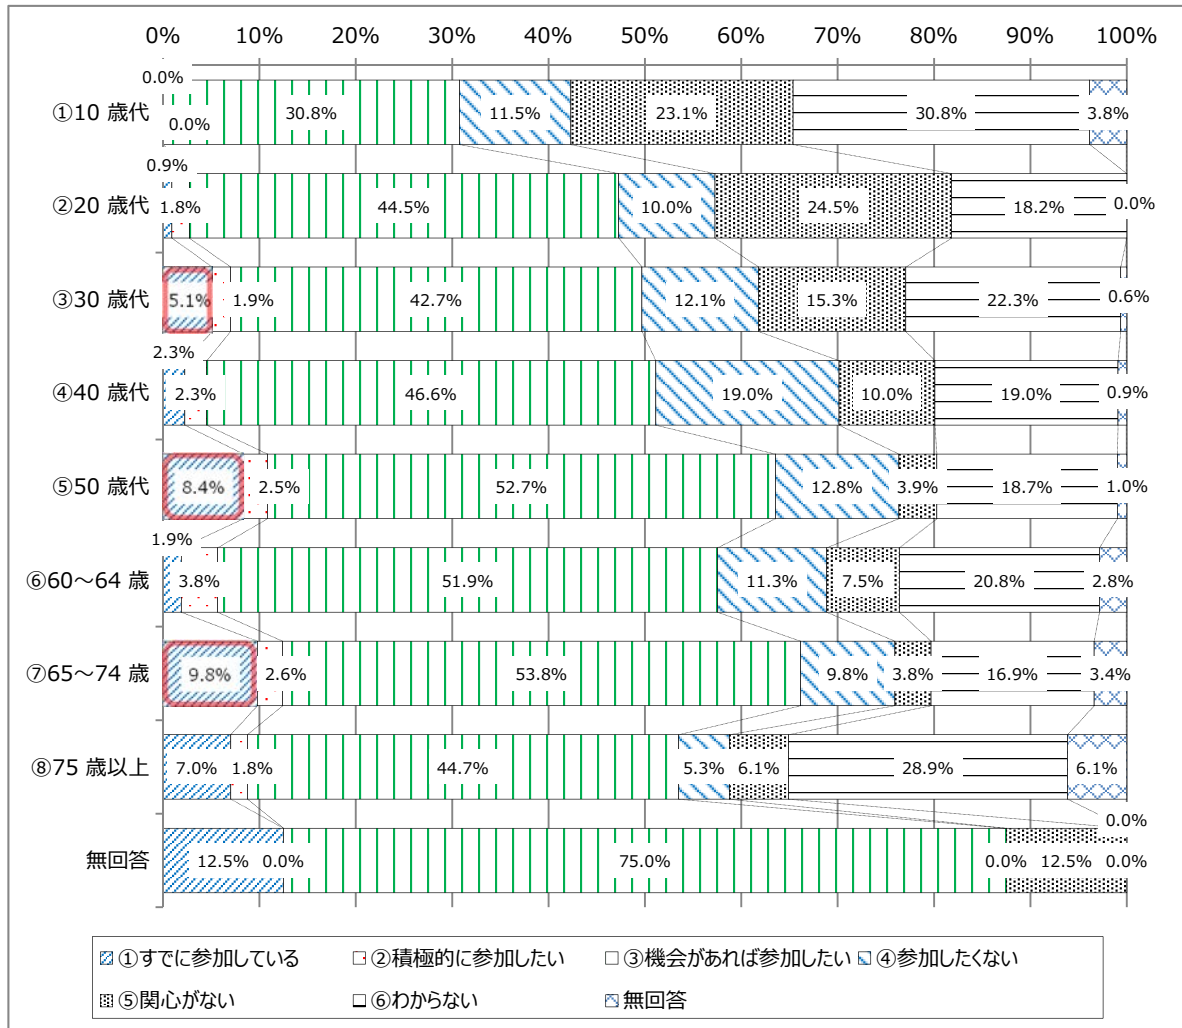 0% 10% 20% 30% 40% 50% 60% 70% 80% 90% 100%
0.0%
①10 歳代 0.0% 30.8% 11.5% 23.1% 30.8% 3.8%
0.9%
②20 歳代 1.8% 44.5% 10.0% 24.5% 18.2% 0.0%
③30 歳代 5.1% 1.9% 42.7% 12.1% 15.3% 22.3% 0.6%
2.3%
④40 歳代 2.3% 46.6% 19.0% 10.0% 19.0% 0.9%
⑤50 歳代 8.4% 2.5% 52.7% 12.8% 3.9% 18.7% 1.0%
1.9%
⑥60～64 歳 3.8% 51.9% 11.3% 7.5% 20.8% 2.8%
⑦65～74 歳 9.8% 2.6% 53.8% 9.8% 3.8% 16.9% 3.4%
⑧75 歳以上 7.0% 1.8% 44.7% 5.3% 6.1% 28.9% 6.1%
0.0%
無回答 12.5% 0.0% 75.0% 0.0% 12.5% 0.0%
①すでに参加している ②積極的に参加したい ③機会があれば参加したい ④参加したくない
⑤関心がない ⑥わからない 無回答